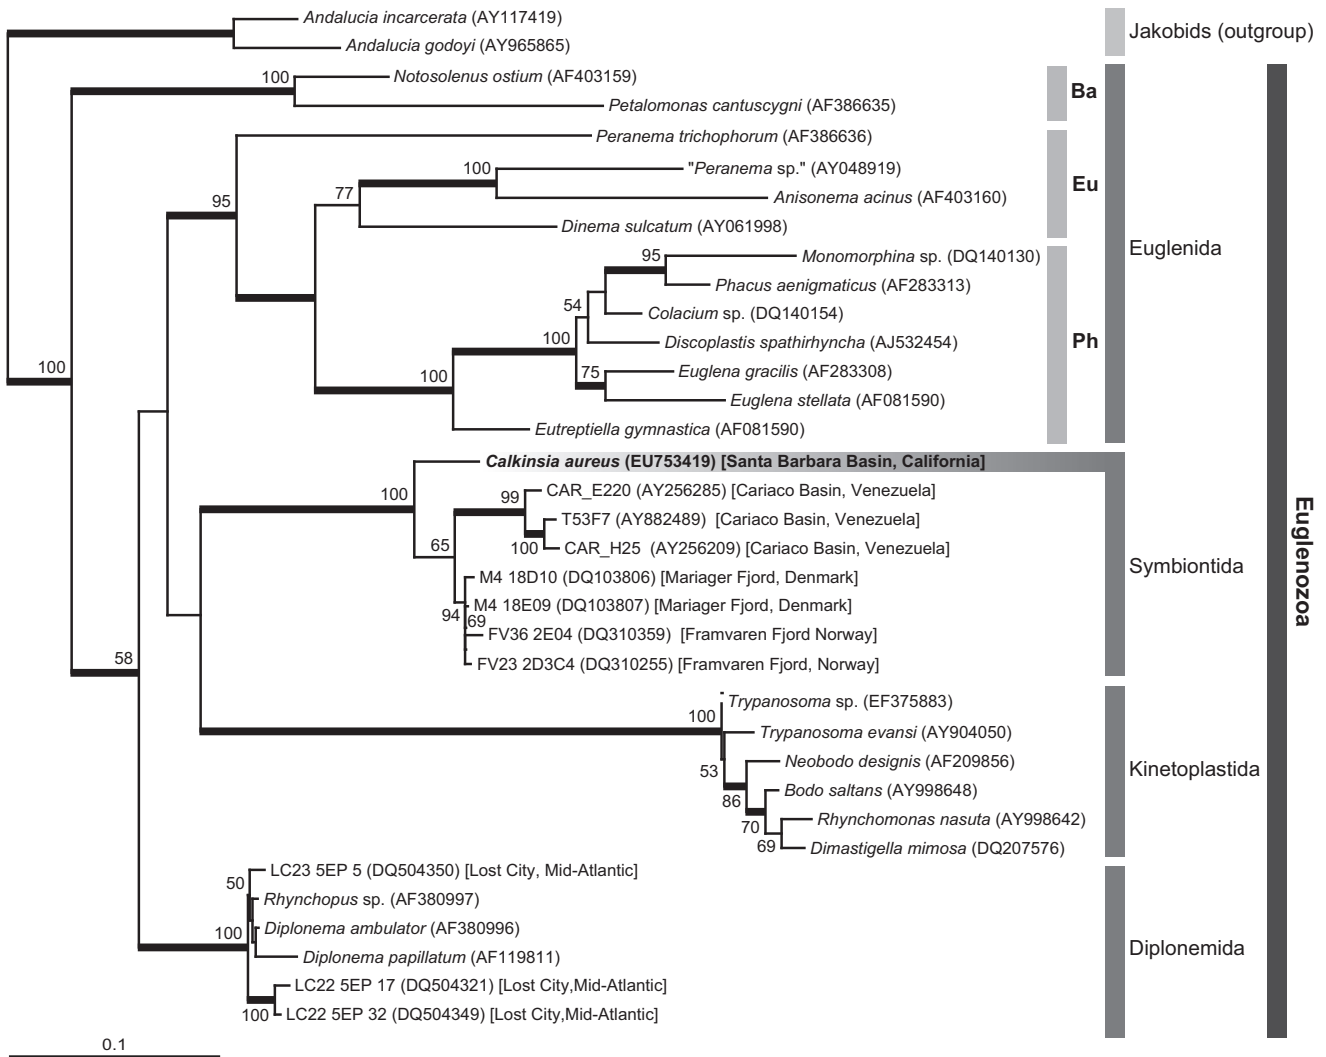 Andalucia incarcerata (AY117419)
Andalucia godoyi (AY965865)
Jakobids (outgroup)
100
Notosolenus ostium (AF403159)
Petalomonas cantuscygni (AF386635)
Ba
Peranema trichophorum (AF386636)
95
100
"Peranema sp." (AY048919)
77
Anisonema acinus (AF403160)
Eu
Dinema sulcatum (AY061998)
Euglenida
95
Monomorphina sp. (DQ140130)
Phacus aenigmaticus (AF283313)
54
Colacium sp. (DQ140154)
100
Discoplastis spathirhyncha (AJ532454)
Ph
100
75
Euglena gracilis (AF283308)
100
Euglena stellata (AF081590)
Eutreptiella gymnastica (AF081590)
Calkinsia aureus (EU753419) [Santa Barbara Basin, California]
100
99
CAR_E220 (AY256285) [Cariaco Basin, Venezuela]
T53F7 (AY882489) [Cariaco Basin, Venezuela]
65
100
CAR_H25 (AY256209) [Cariaco Basin, Venezuela]
Symbiontida
M4 18D10 (DQ103806) [Mariager Fjord, Denmark]
94
M4 18E09 (DQ103807) [Mariager Fjord, Denmark]
69
FV36 2E04 (DQ310359) [Framvaren Fjord Norway]
FV23 2D3C4 (DQ310255) [Framvaren Fjord, Norway]
Euglenozoa
58
Trypanosoma sp. (EF375883)
100
Trypanosoma evansi (AY904050)
53
Neobodo designis (AF209856)
Kinetoplastida
86
Bodo saltans (AY998648)
70
Rhynchomonas nasuta (AY998642)
69
Dimastigella mimosa (DQ207576)
LC23 5EP 5 (DQ504350) [Lost City, Mid-Atlantic]
50
Rhynchopus sp. (AF380997)
100
Diplonema ambulator (AF380996)
Diplonema papillatum (AF119811)
Diplonemida
LC22 5EP 17 (DQ504321) [Lost City,Mid-Atlantic]
100
LC22 5EP 32 (DQ504349) [Lost City,Mid-Atlantic]
0.1